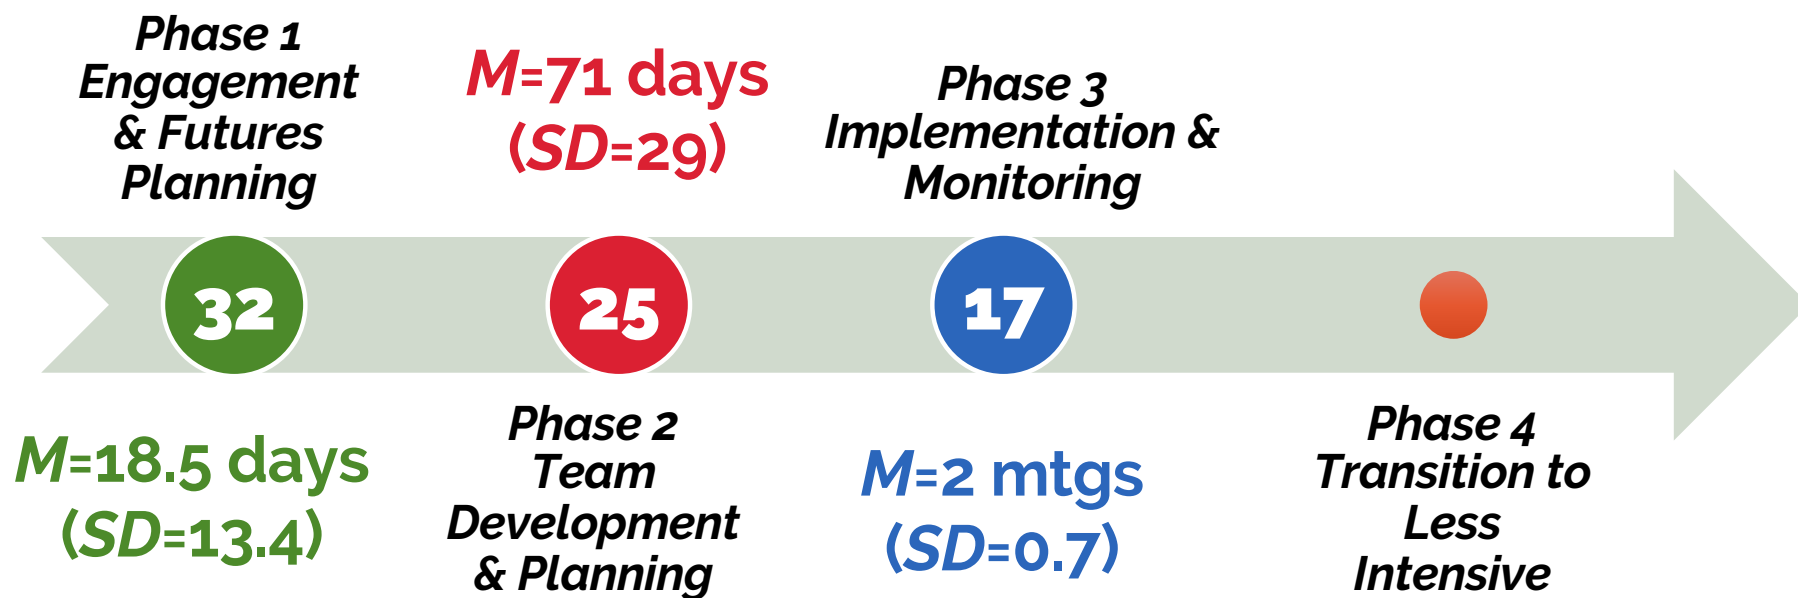 Phase 1
Engagement
& Futures
Planning
M=71 days
(SD=29)
Phase 3
Implementation &
Monitoring
32
25
17
M=18.5 days
(SD=13.4)
Phase 2
Team
Development
& Planning
M=2 mtgs
(SD=0.7)
Phase 4
Transition to
Less
Intensive